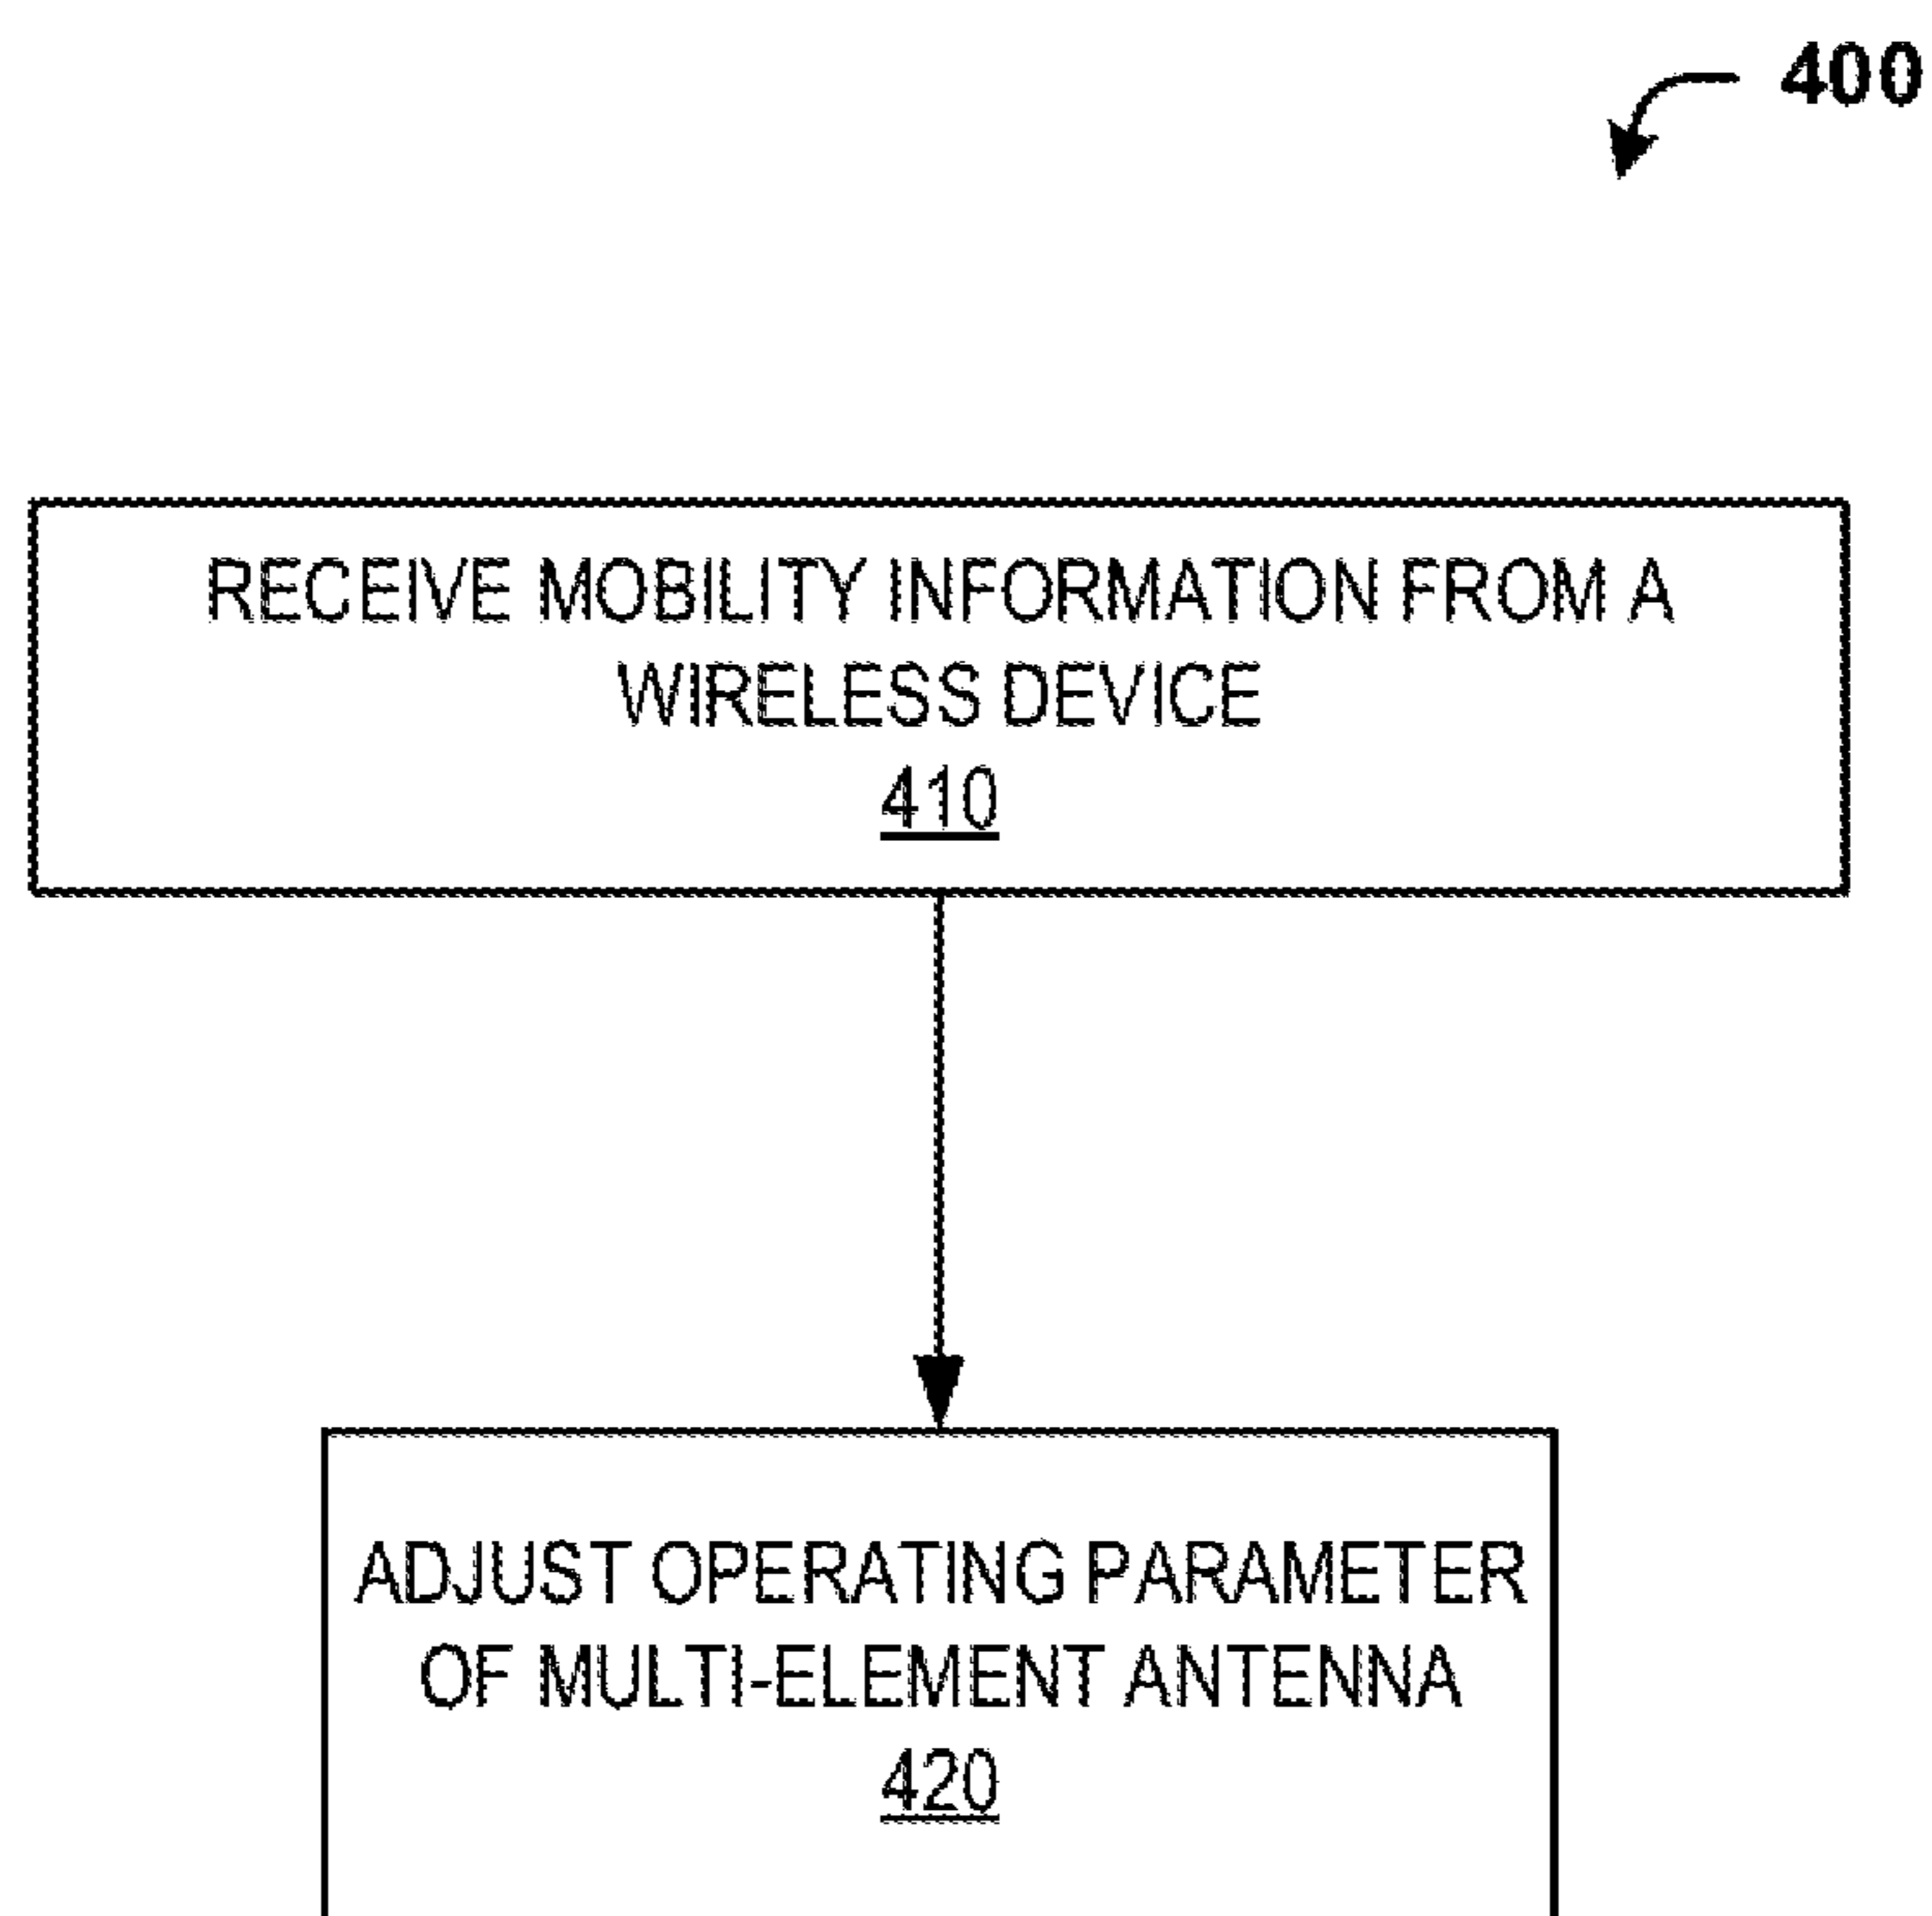 400
RECEIVE MOBILITY INFORMATION FROM A
WIRELESS DEVICE
410
ADJUST OPERATING PARAMETER
OF MULTI-ELEMENT ANTENNA
420